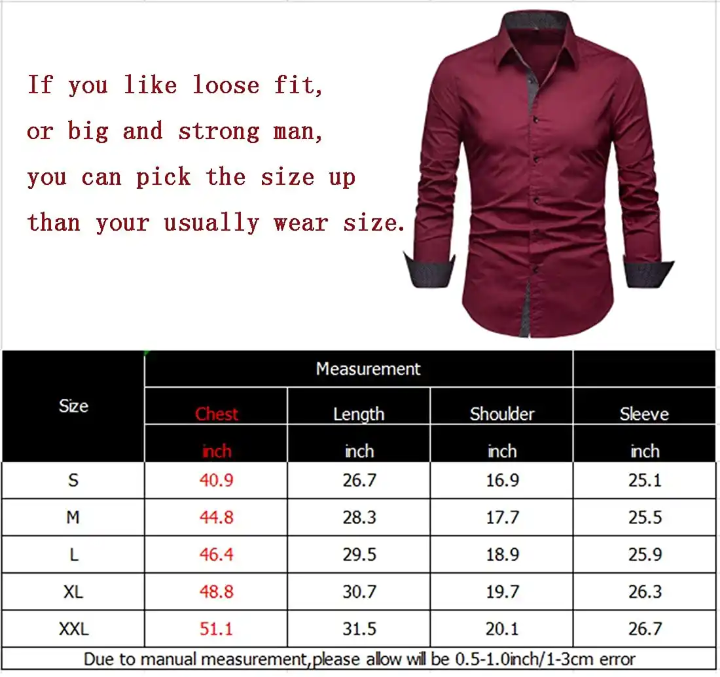 If you like loose fit,
or big and strong man,
you can pick the size up
than your usually wear size.
Measurement
Size Chest Length Shoulder Sleeve
inch inch inch inch
S 40.9 26.7 16.9 25.1
M 44.8 28.3 17.7 25.5
L 46.4 29.5 18.9 25.9
XL 48.8 30.7 19.7 26.3
XXL 51.1 31.5 20.1 26.7
Due to manual measurement,please allow will be 0.5-1.0inch/1-3cm error